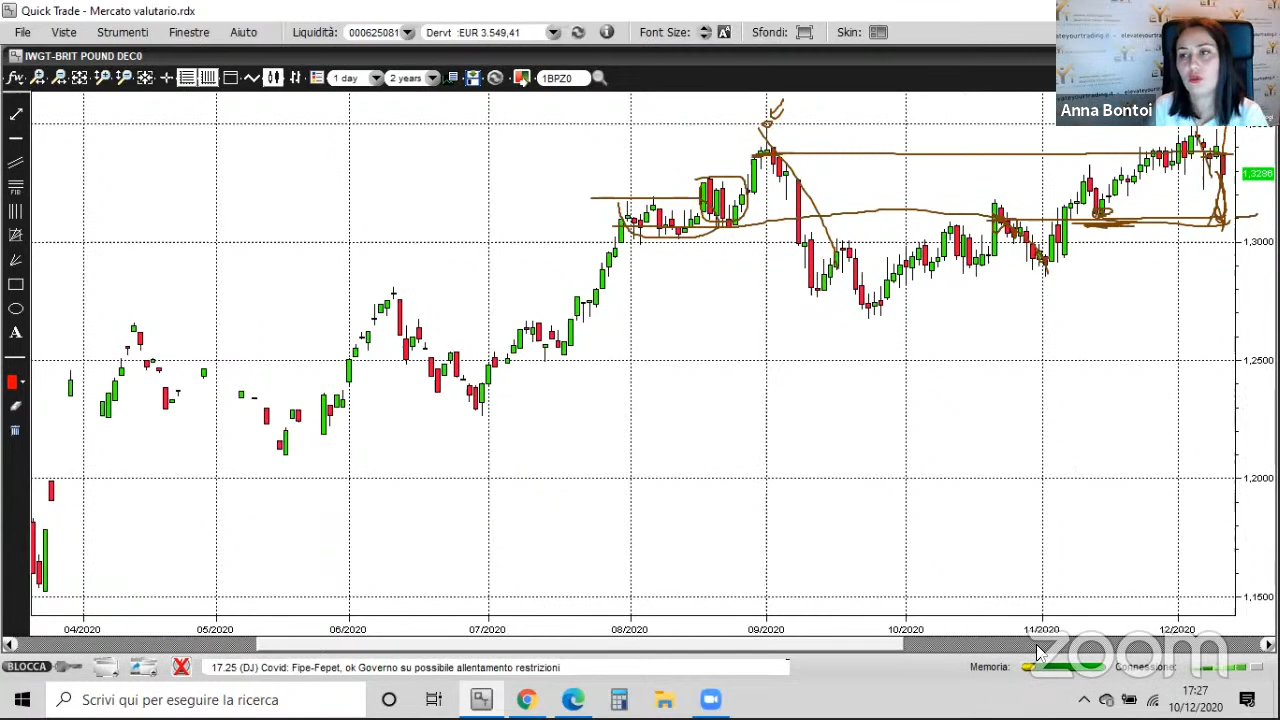 Quick Trade - Mercato valutario.rdx
File Viste Strumenti Finestre Aiuto Liquidità: Dervt :EUR 3.549,41 Font Size: A Sfondi: Skin:
IWGT-BRIT POUND DEC0
1 day 2 years 1BPZ0
Anna Bontoi
1,3286
1,3000
1,2500
1,2000
1,1500
04/2020 05/2020 06/2020 07/2020 08/2020 09/2020 10/2020 11/2020 12/2020
BLOCCA 17.25 (DJ) Covid: Fipe-Fepet, ok Governo su possibile allentamento restrizioni Memoria: Connessione:
zoom
Scrivi qui per eseguire la ricerca
17:27
10/12/2020